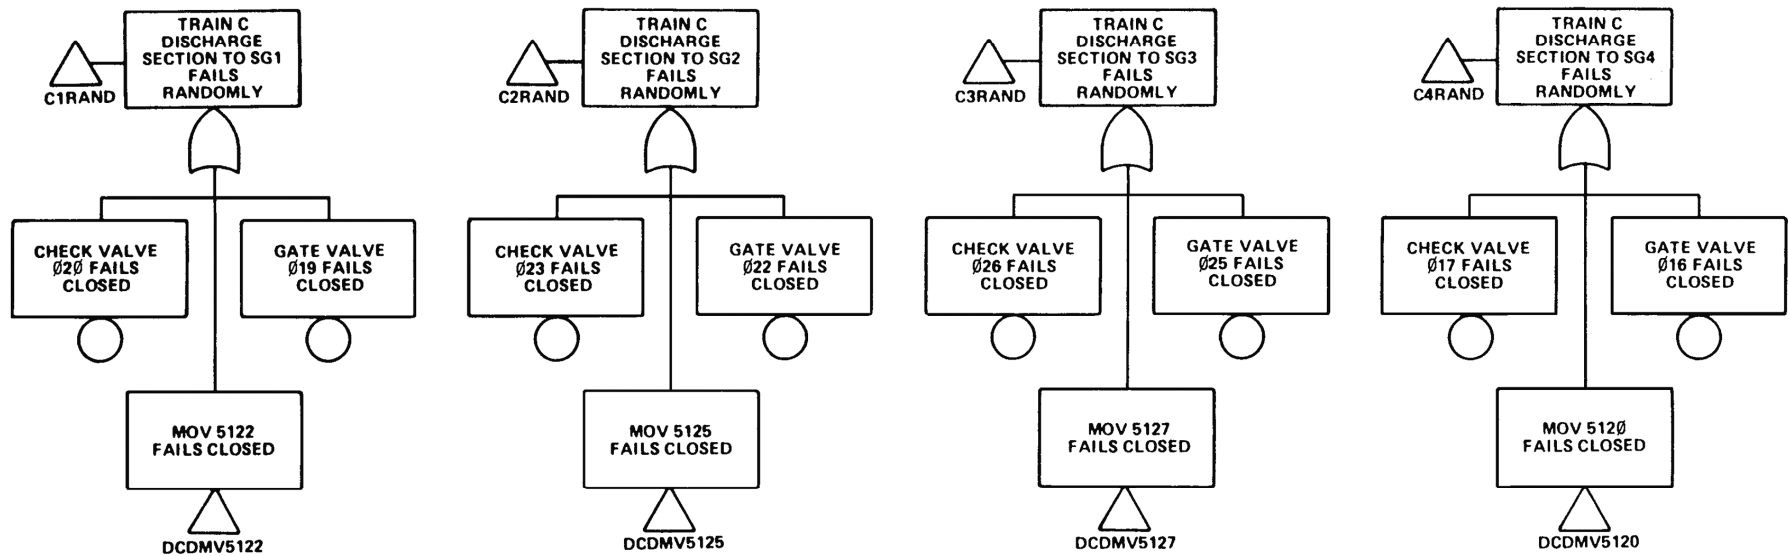 TRAIN C
DISCHARGE
SECTION TO SG1
FAILS
RANDOMLY
C1RAND
CHECK VALVE
Ø2Ø FAILS
CLOSED
GATE VALVE
Ø19 FAILS
CLOSED
MOV 5122
FAILS CLOSED
DCDMV5122
TRAIN C
DISCHARGE
SECTION TO SG2
FAILS
RANDOMLY
C2RAND
CHECK VALVE
Ø23 FAILS
CLOSED
GATE VALVE
Ø22 FAILS
CLOSED
MOV 5125
FAILS CLOSED
DCDMV5125
TRAIN C
DISCHARGE
SECTION TO SG3
FAILS
RANDOMLY
C3RAND
CHECK VALVE
Ø26 FAILS
CLOSED
GATE VALVE
Ø25 FAILS
CLOSED
MOV 5127
FAILS CLOSED
DCDMV5127
TRAIN C
DISCHARGE
SECTION TO SG4
FAILS
RANDOMLY
C4RAND
CHECK VALVE
Ø17 FAILS
CLOSED
GATE VALVE
Ø16 FAILS
CLOSED
MOV 512Ø
FAILS CLOSED
DCDMV5120